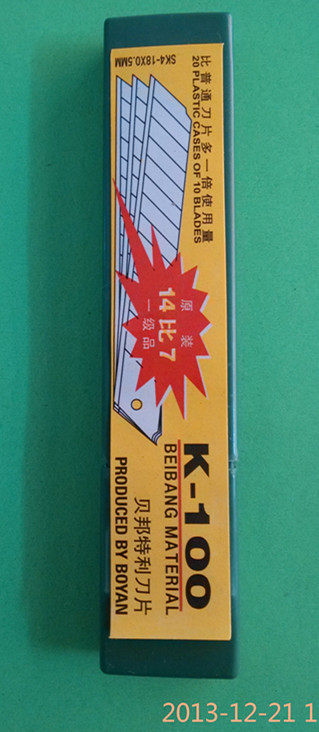 比普通刀片多一倍使用量
20 PLASTIC CASES OF 10 BLADES
SK4-18X0.5MM
原装
14比7
一级品
K-100
BEIBANG MATERIAL
贝邦特利刀片
PRODUCED BY BOYAN
2013-12-21 1